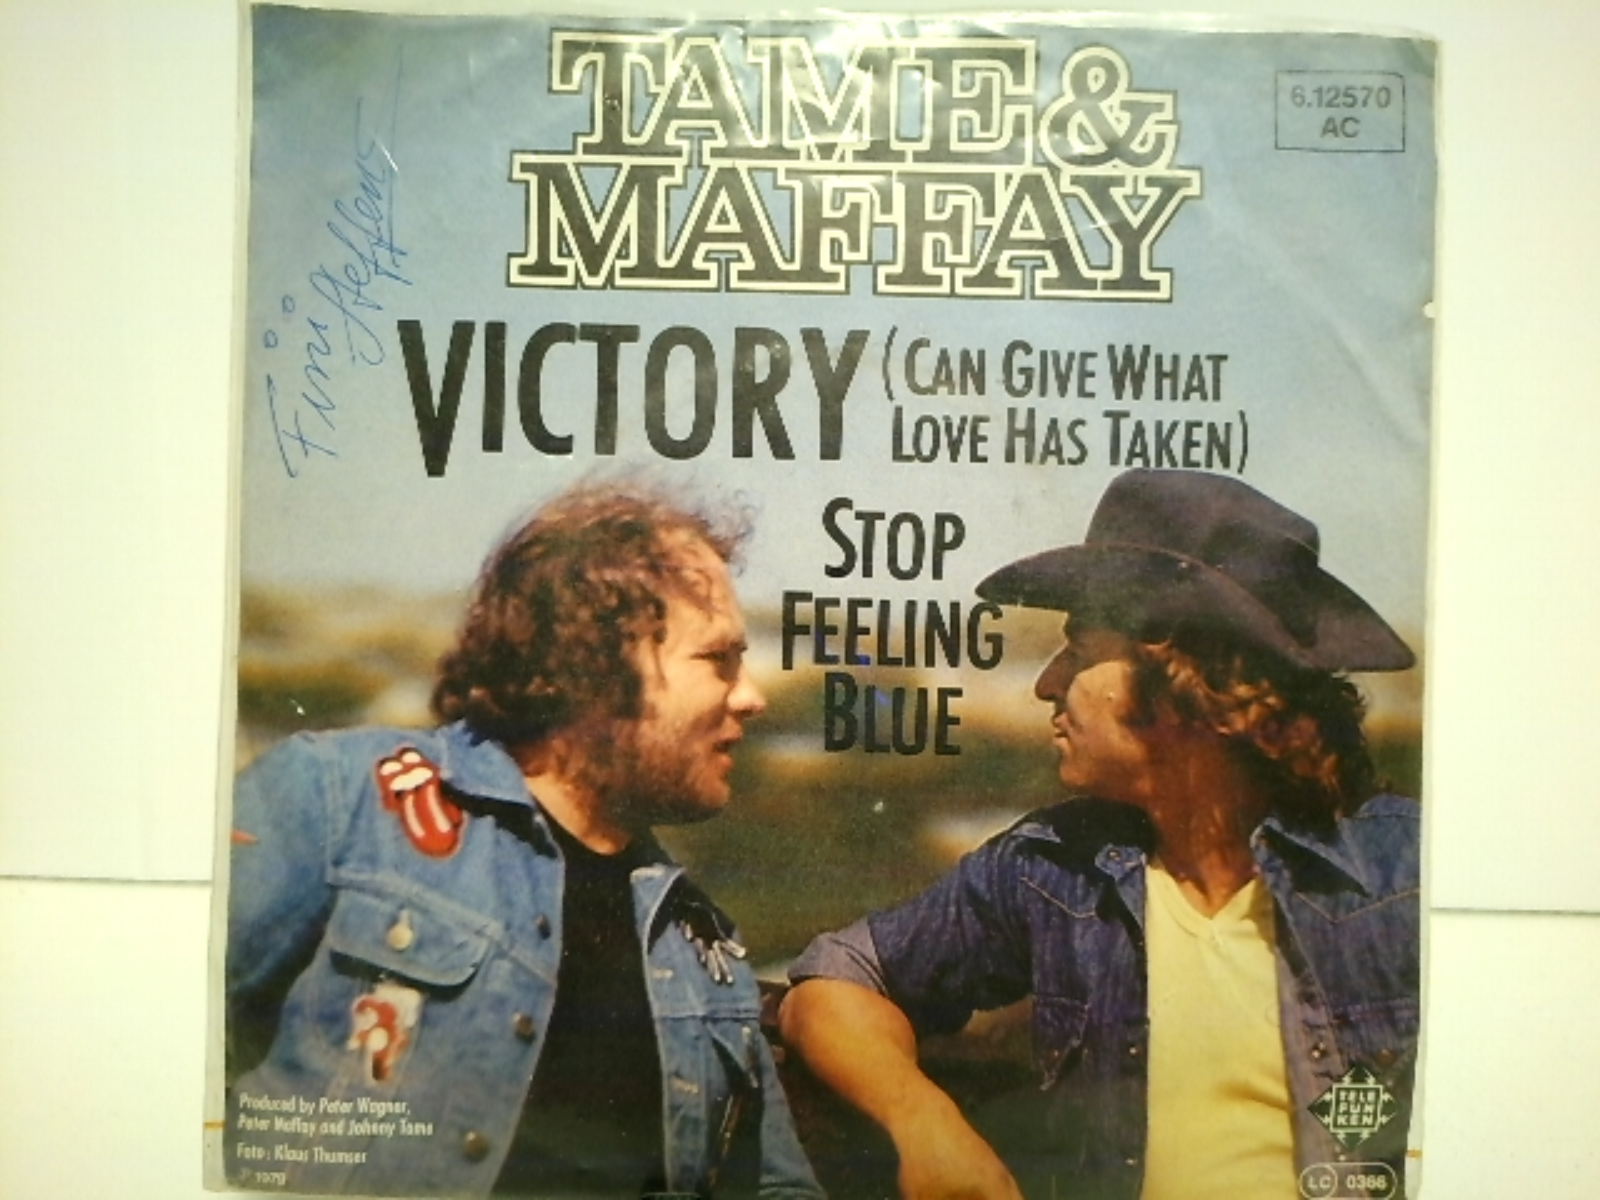 TAME &
MAFFAY
6.12570
AC
VICTORY (CAN GIVE WHAT
LOVE HAS TAKEN)
STOP
FEELING
BLUE
Produced by Peter Wagner,
Peter Maffay and Johnny Tame
Foto: Klaus Thumser
℗ 1979
TELE
FUN
KEN
LC 0366